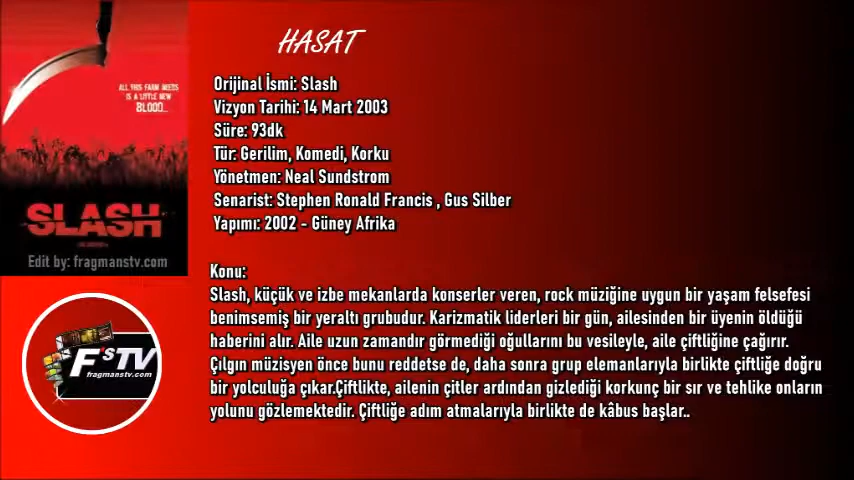 HASAT
ALL THIS FARM NEEDS
IS A LITTLE NEW
BLOOD...
SLASH
Edit by: fragmanstv.com
Orijinal İsmi: Slash
Vizyon Tarihi: 14 Mart 2003
Süre: 93dk
Tür: Gerilim, Komedi, Korku
Yönetmen: Neal Sundstrom
Senarist: Stephen Ronald Francis , Gus Silber
Yapımı: 2002 - Güney Afrika
Konu:
Slash, küçük ve izbe mekanlarda konserler veren, rock müziğine uygun bir yaşam felsefesi
benimsemiş bir yeraltı grubudur. Karizmatik liderleri bir gün, ailesinden bir üyenin öldüğü
haberini alır. Aile uzun zamandır görmediği oğullarını bu vesileyle, aile çiftliğine çağırır.
Çılgın müzisyen önce bunu reddetse de, daha sonra grup elemanlarıyla birlikte çiftliğe doğru
bir yolculuğa çıkar.Çiftlikte, ailenin çitler ardından gizlediği korkunç bir sır ve tehlike onların
yolunu gözlemektedir. Çiftliğe adım atmalarıyla birlikte de kâbus başlar..
F'sTV
fragmanstv.com